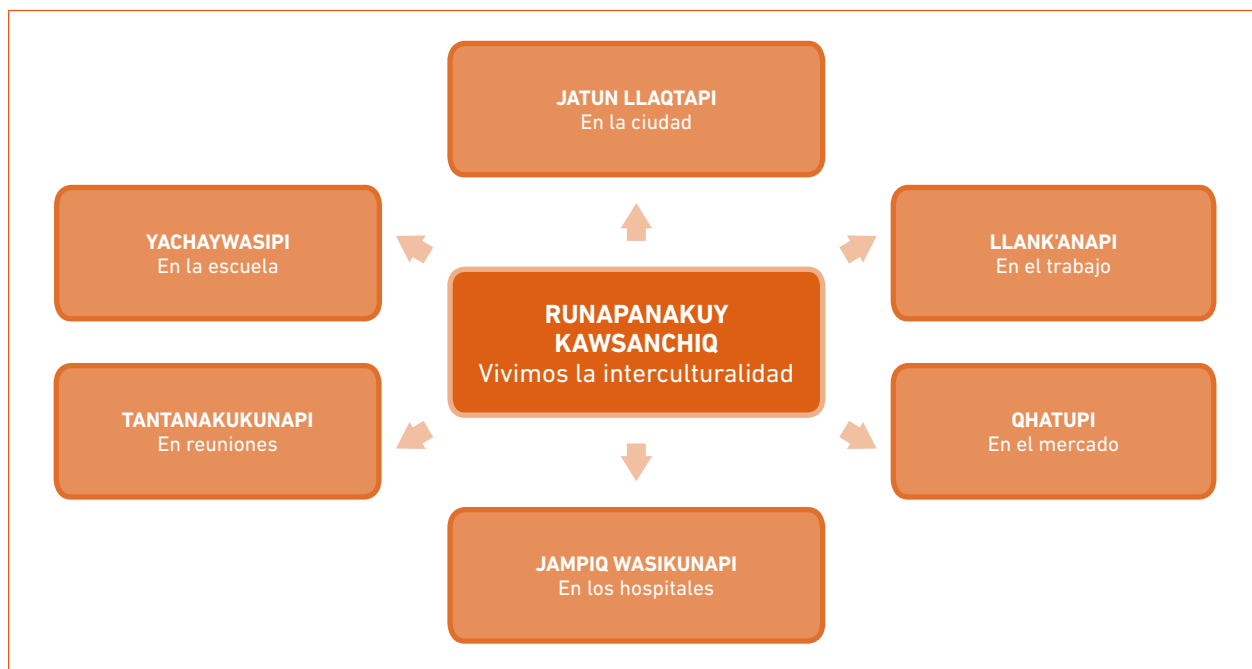 JATUN LLAQTAPI
En la ciudad
YACHAYWASIPI
En la escuela
LLANK'ANAPI
En el trabajo
RUNAPANAKUY
KAWSANCHIQ
Vivimos la interculturalidad
TANTANAKUKUNAPI
En reuniones
QHATUPI
En el mercado
JAMPIQ WASIKUNAPI
En los hospitales